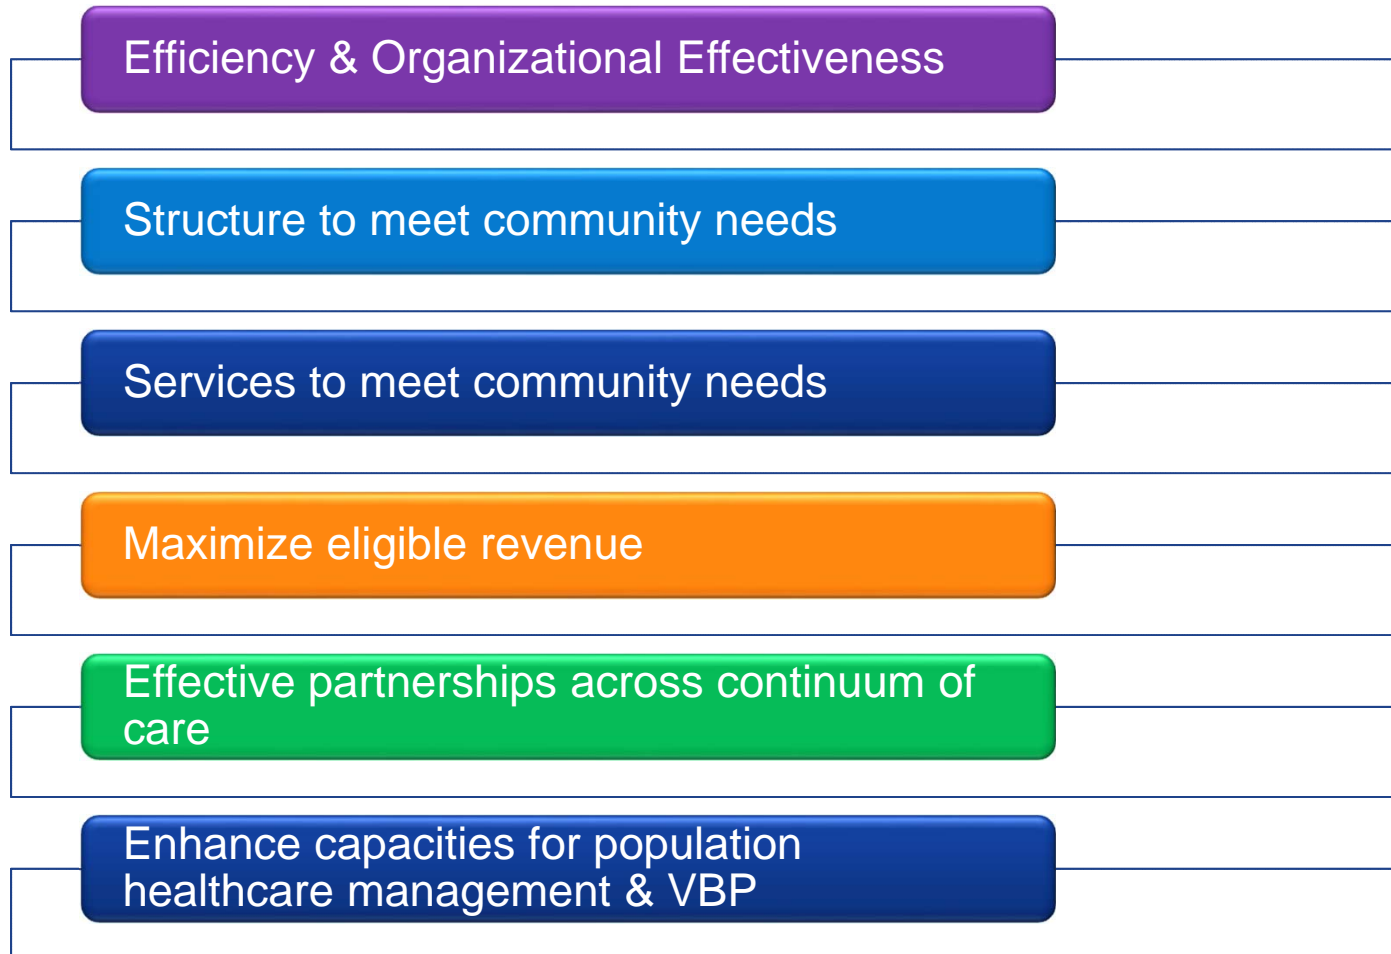 Efficiency & Organizational Effectiveness
Structure to meet community needs
Services to meet community needs
Maximize eligible revenue
Effective partnerships across continuum of
care
Enhance capacities for population
healthcare management & VBP